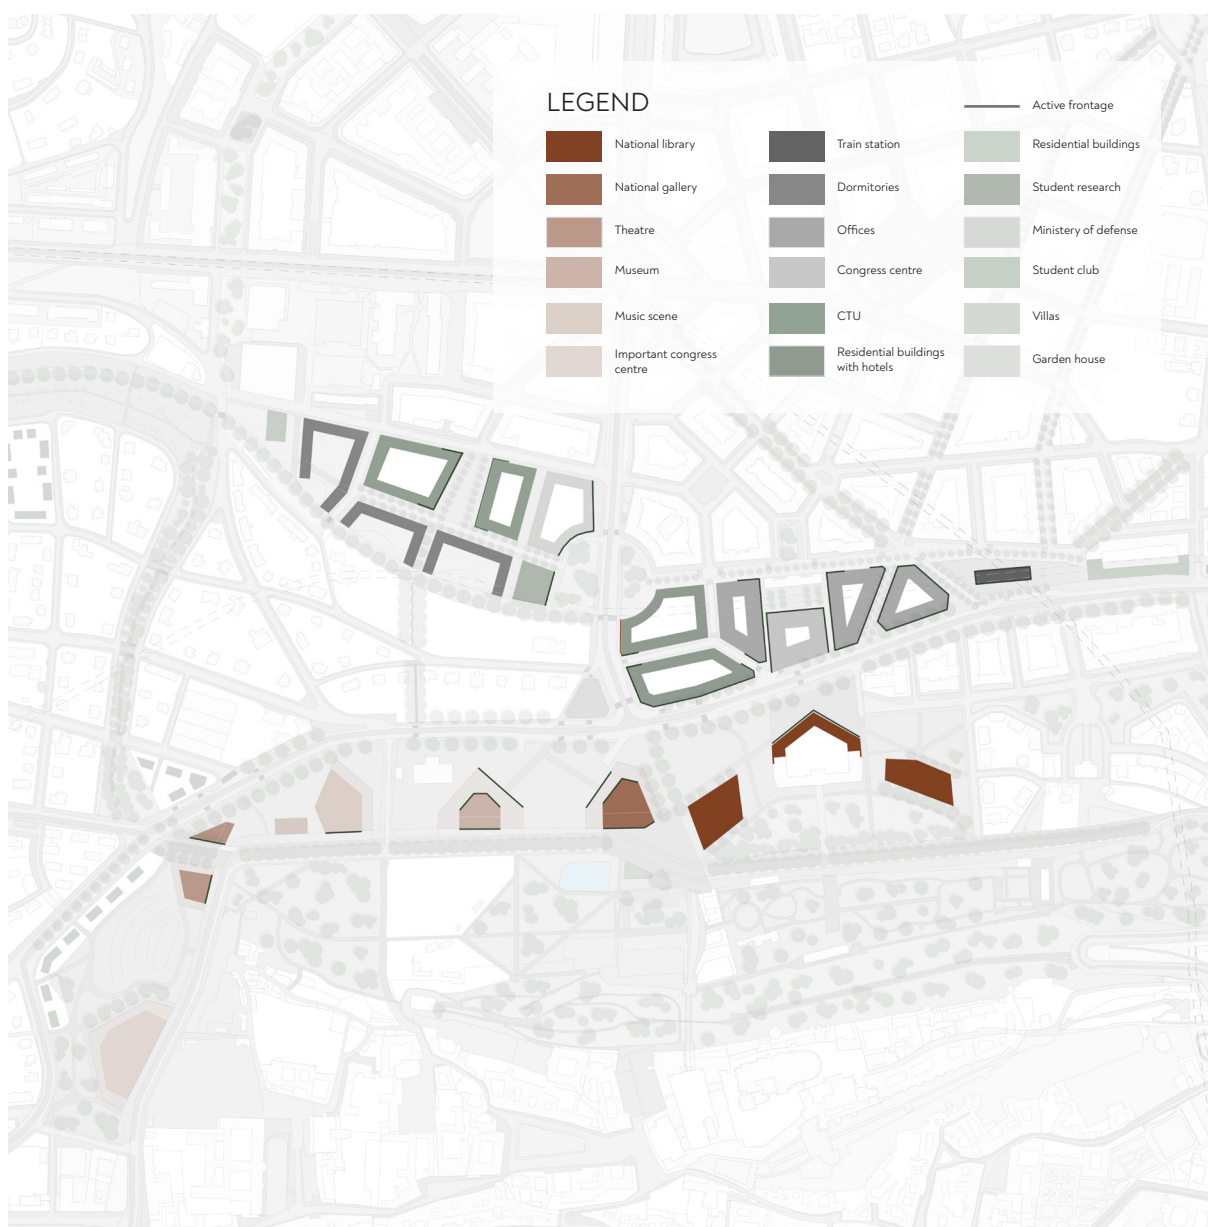 LEGEND
National library
National gallery
Theatre
Museum
Music scene
Important congress
centre
Train station
Dormitories
Offices
Congress centre
CTU
Residential buildings
with hotels
Active frontage
Residential buildings
Student research
Ministry of defense
Student club
Villas
Garden house